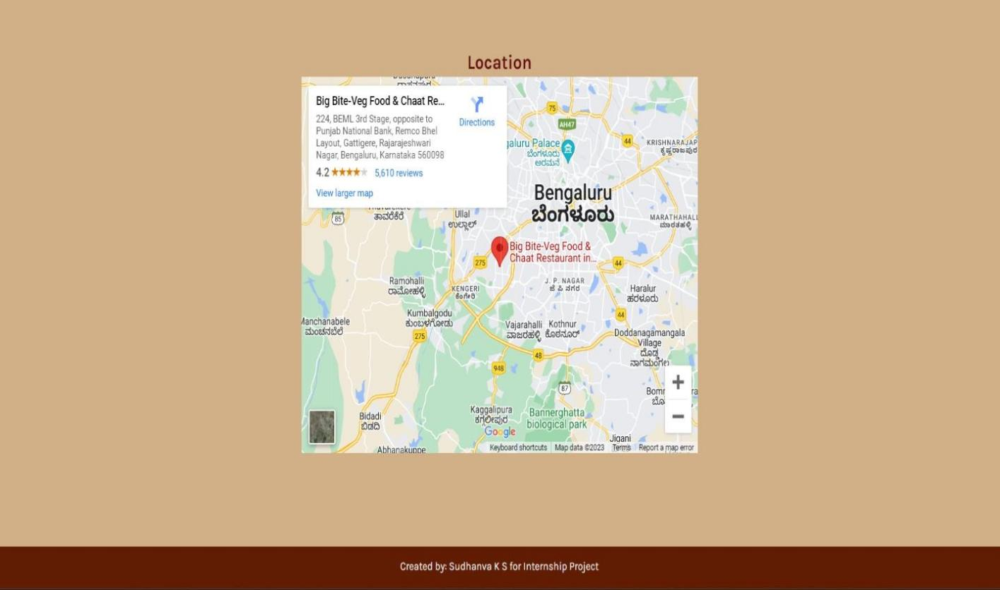 Location
Big Bite-Veg Food & Chaat Re...
224, BEML 3rd Stage, opposite to
Punjab National Bank, Remco Bhel
Layout, Gattigere, Rajarajeshwari
Nagar, Bengaluru, Karnataka 560098
4.2
5,610 reviews
View larger map
Directions
75
AH47
galuru Palace
ಬೆಂಗಳೂರು
ಅರಮನೆ
44
KRISHNARAJAP
ಕೃಷ್ಣರಾಜಪುರ
Bengaluru
ಬೆಂಗಳೂರು
85
ತಾವರೆಕೆರೆ
Ullal
ಉಲ್ಲಾಲ್
MARATHAHALL
ಮಾರತಹಳ್ಳಿ
Big Bite-Veg Food &
Chaat Restaurant in...
275
44
Ramohalli
ರಾಮೋಹಳ್ಳಿ
KENGERI
ಕೆಂಗೇರಿ
J. P. NAGAR
ಜೆ ಪಿ ನಗರ
Haralur
ಹರಳೂರು
Kumbalgodu
ಕುಂಬಳಗೋಡು
275
44
Manchanabele
ಮಂಚನಬೆಲೆ
Vajarahalli
ವಾಜರಹಳ್ಳಿ
Kothnur
ಕೊಠನೂರ್
Doddanagamangala
Village
ದೊಡ್ಡ
ನಾಗಮಂಗಲ
48
948
87
Kaggalipura
ಕಗ್ಗಲೀಪುರ
Bannerghatta
biological park
Bidadi
ಬಿಡದಿ
Google
Jigani
Abhanakuppe
Keyboard shortcuts
Map data ©2023
Terms
Report a map error
Created by: Sudhanva K S for Internship Project